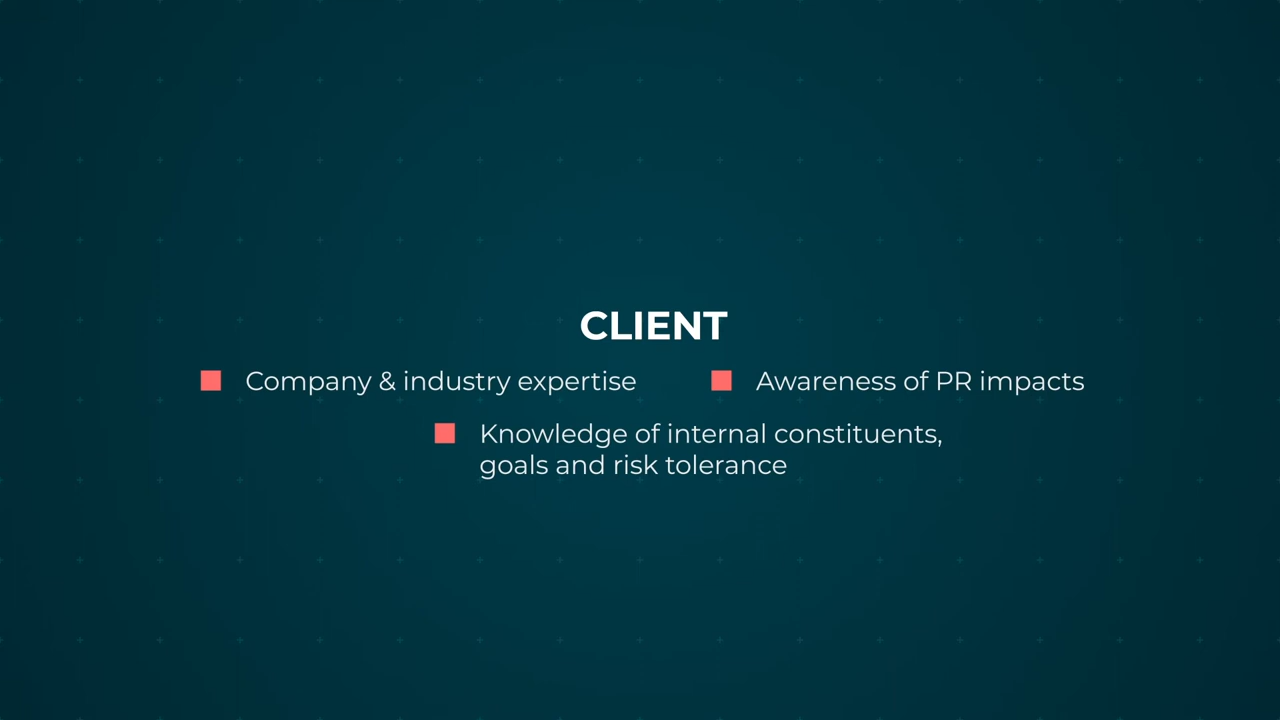 CLIENT
Company & industry expertise
Awareness of PR impacts
Knowledge of internal constituents,
goals and risk tolerance